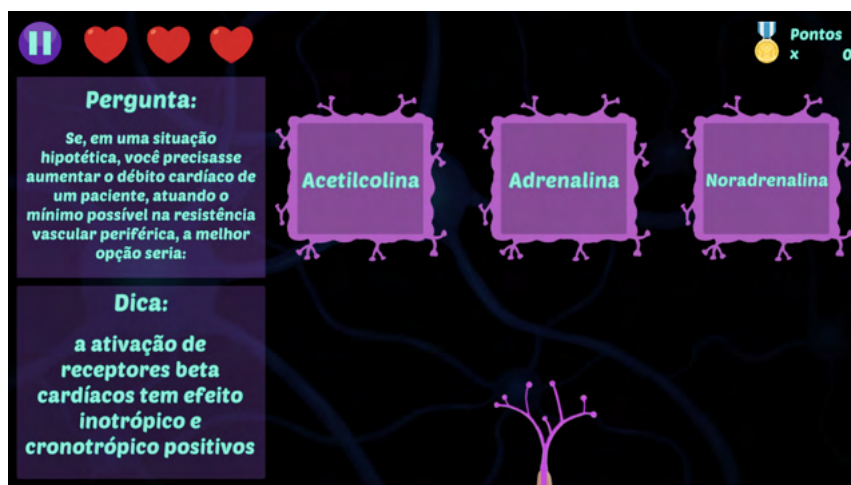 Pontos
x 0
Pergunta:
Se, em uma situação
hipotética, você precisasse
aumentar o débito cardíaco de
um paciente, atuando o
mínimo possível na resistência
vascular periférica, a melhor
opção seria:
Acetilcolina
Adrenalina
Noradrenalina
Dica:
a ativação de
receptores beta
cardíacos tem efeito
inotrópico e
cronotrópico positivos